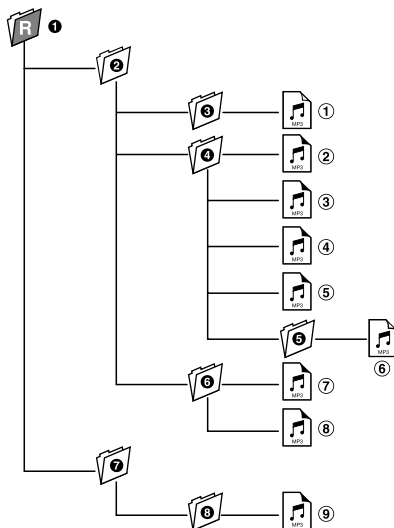 R ❶
❷
❸ MP3 ①
❹ MP3 ②
MP3 ③
MP3 ④
MP3 ⑤
❺ MP3
⑥
❻ MP3 ⑦
MP3 ⑧
❼
❽ MP3 ⑨